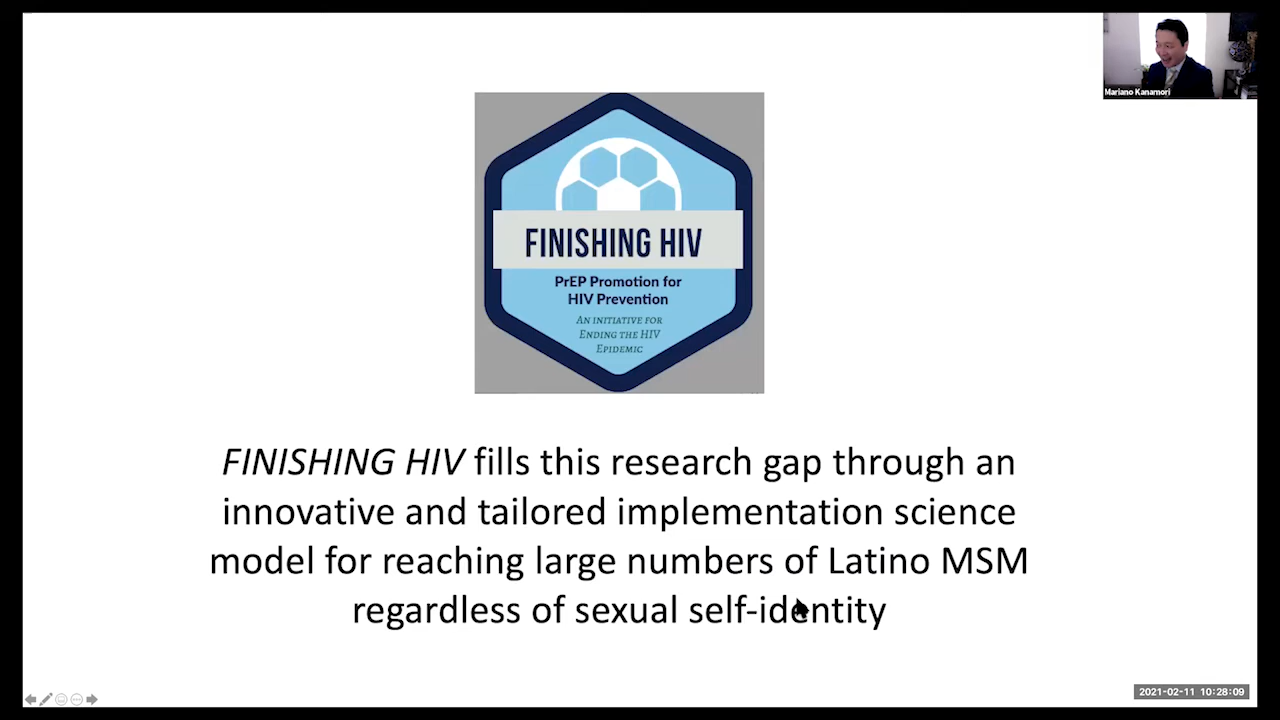 Mariano Kanamori
FINISHING HIV
PrEP Promotion for
HIV Prevention
AN INITIATIVE FOR
ENDING THE HIV
EPIDEMIC
FINISHING HIV fills this research gap through an
innovative and tailored implementation science
model for reaching large numbers of Latino MSM
regardless of sexual self-identity
2021-02-11 10:28:09